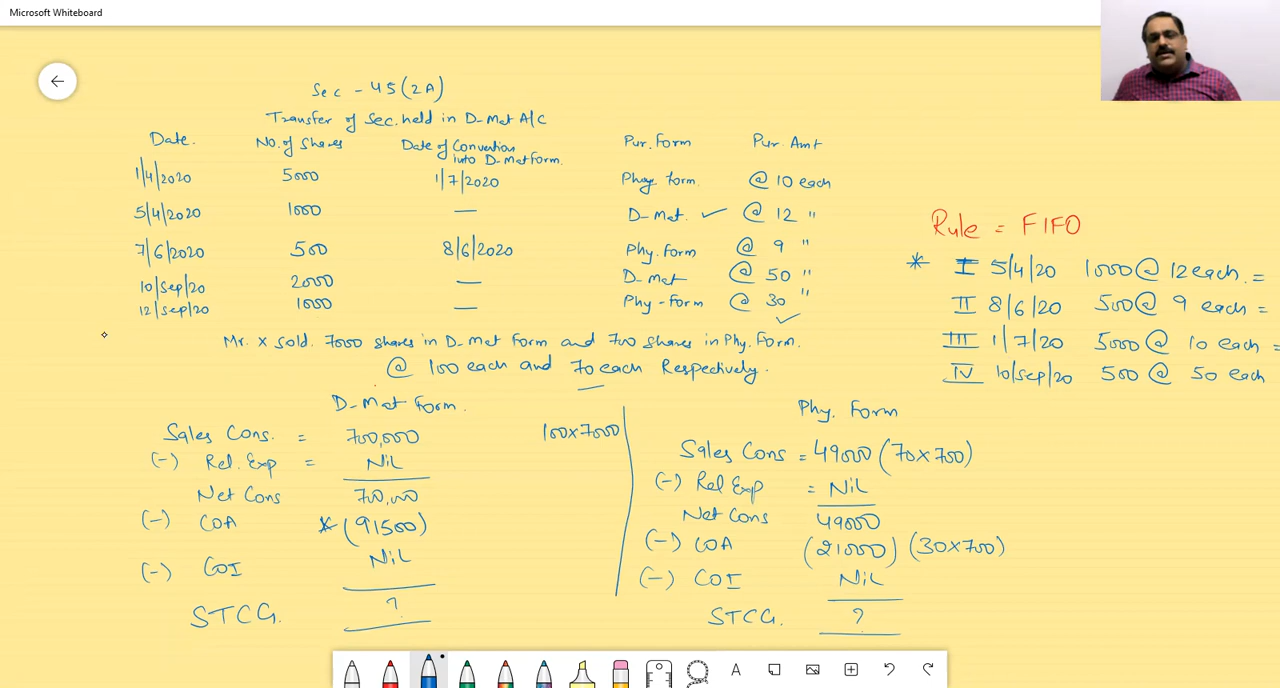 Microsoft Whiteboard
Sec - 45(2A)
Transfer of Sec. held in D-Mat A/C
Date. No. of Shares Date of Convertion into D-Mat Form. Pur. Form Pur. Amt
1/4/2020 5000 1/7/2020 Phy form. @ 10 each
5/4/2020 1000 — D-Mat. ✓ @ 12 "
7/6/2020 500 8/6/2020 Phy. Form @ 9 "
10/Sep/20 2000 — D-Mat @ 50 "
12/Sep/20 1000 — Phy-Form @ 30 "
✓
Mr. X sold. 7000 shares in D-Mat Form and 700 shares in Phy. Form.
@ 100 each and 70 each Respectively.
Rule = FIFO
* I 5/4/20 1000 @ 12 each. =
II 8/6/20 500 @ 9 each =
III 1/7/20 5000 @ 10 each =
IV 10/Sep/20 500 @ 50 each
D-Mat Form.
Sales Cons. = 700,000 100x7000
(-) Rel. Exp = Nil
Net Cons 700,000
(-) COA * (91500)
(-) COI Nil
STCG. ?
Phy. Form
Sales Cons = 49000 (70x700)
(-) Rel Exp = Nil
Net Cons 49000
(-) COA (21000) (30x700)
(-) COI Nil
STCG. ?
A